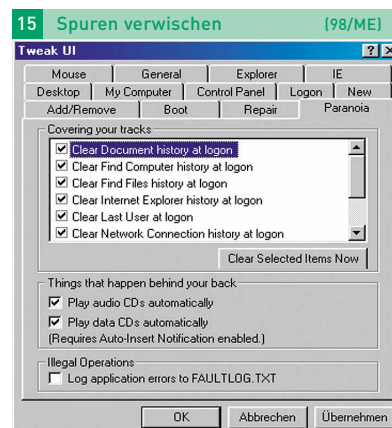 15 Spuren verwischen (98/ME)
Tweak UI
Mouse General Explorer IE
Desktop My Computer Control Panel Logon New
Add/Remove Boot Repair Paranoia
Covering your tracks
Clear Document history at logon
Clear Find Computer history at logon
Clear Find Files history at logon
Clear Internet Explorer history at logon
Clear Last User at logon
Clear Network Connection history at logon
Clear Selected Items Now
Things that happen behind your back
Play audio CDs automatically
Play data CDs automatically
(Requires Auto-Insert Notification enabled.)
Illegal Operations
Log application errors to FAULTLOG.TXT
OK Abbrechen Übernehmen